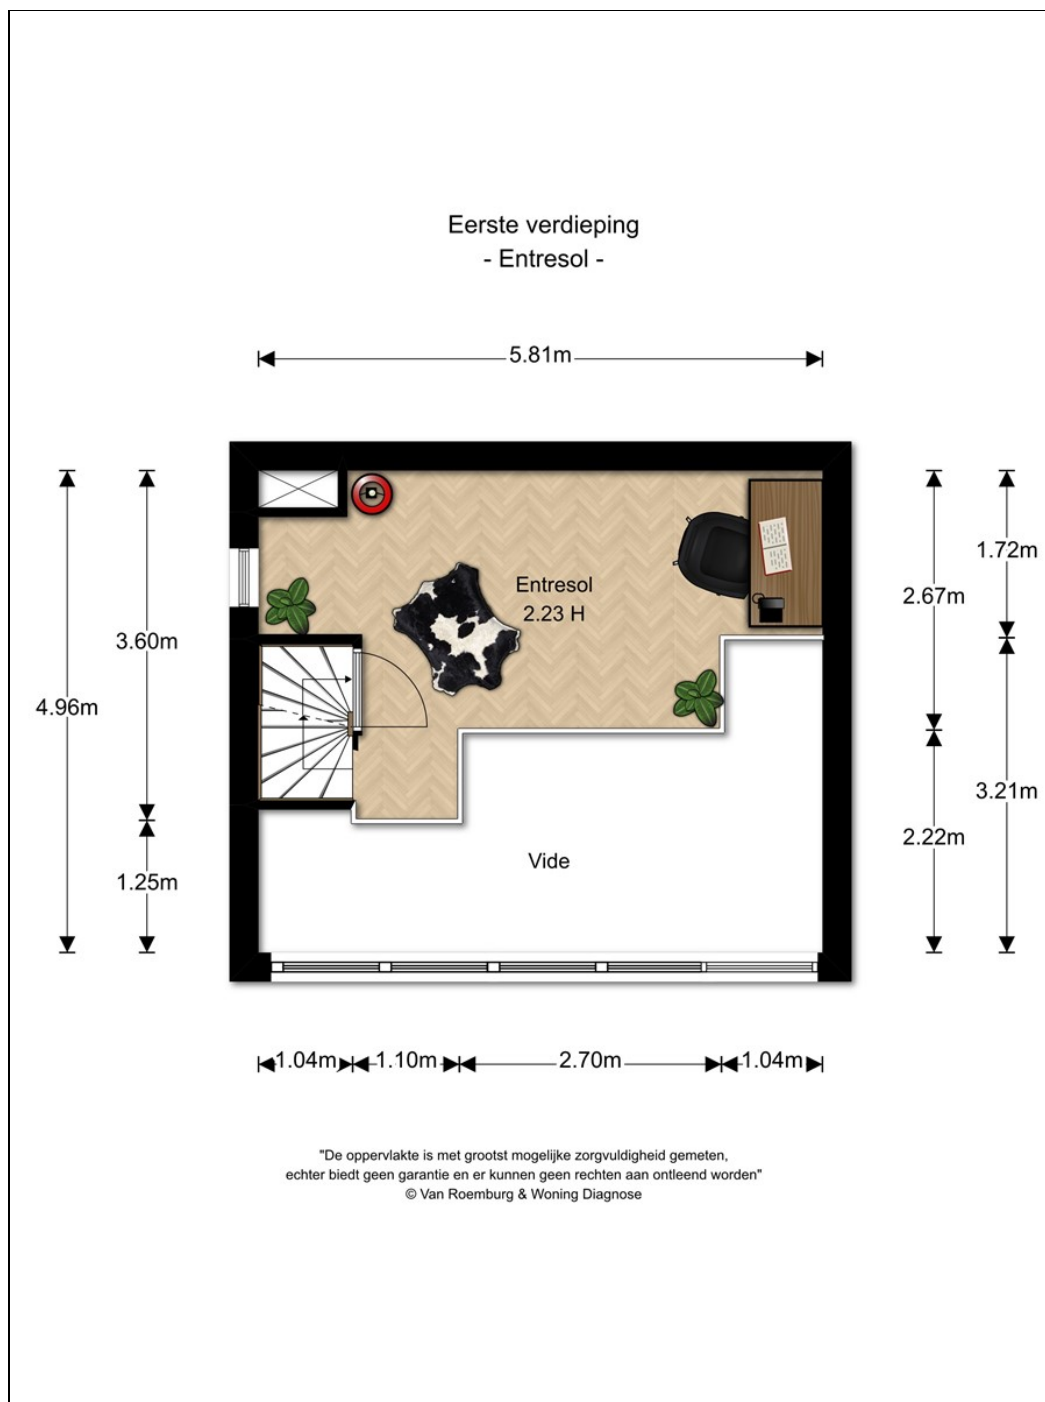 Eerste verdieping
- Entresol -
5.81m
Entresol
2.23 H
1.72m
2.67m
3.60m
4.96m
3.21m
2.22m
Vide
1.25m
1.04m
1.10m
2.70m
1.04m
"De oppervlakte is met grootst mogelijke zorgvuldigheid gemeten,
echter biedt geen garantie en er kunnen geen rechten aan ontleend worden"
© Van Roemburg & Woning Diagnose